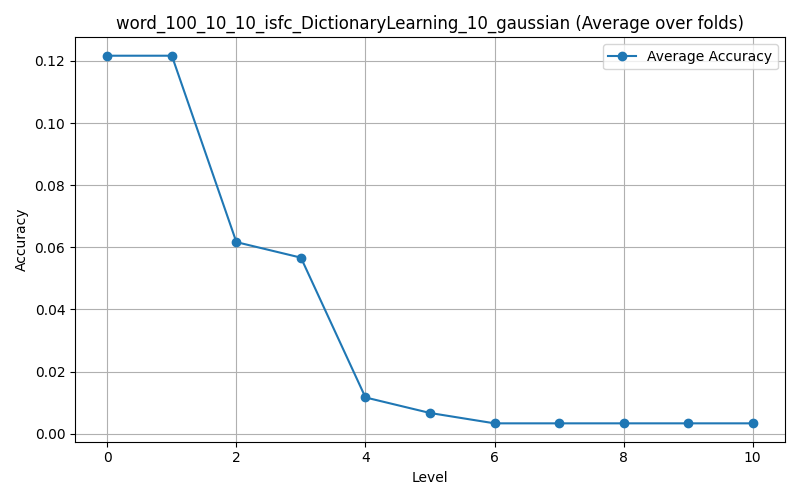 word_100_10_10_isfc_DictionaryLearning_10_gaussian (Average over folds)
Average Accuracy
0.12
0.10
0.08
0.06
0.04
0.02
0.00
Accuracy
0 2 4 6 8 10
Level